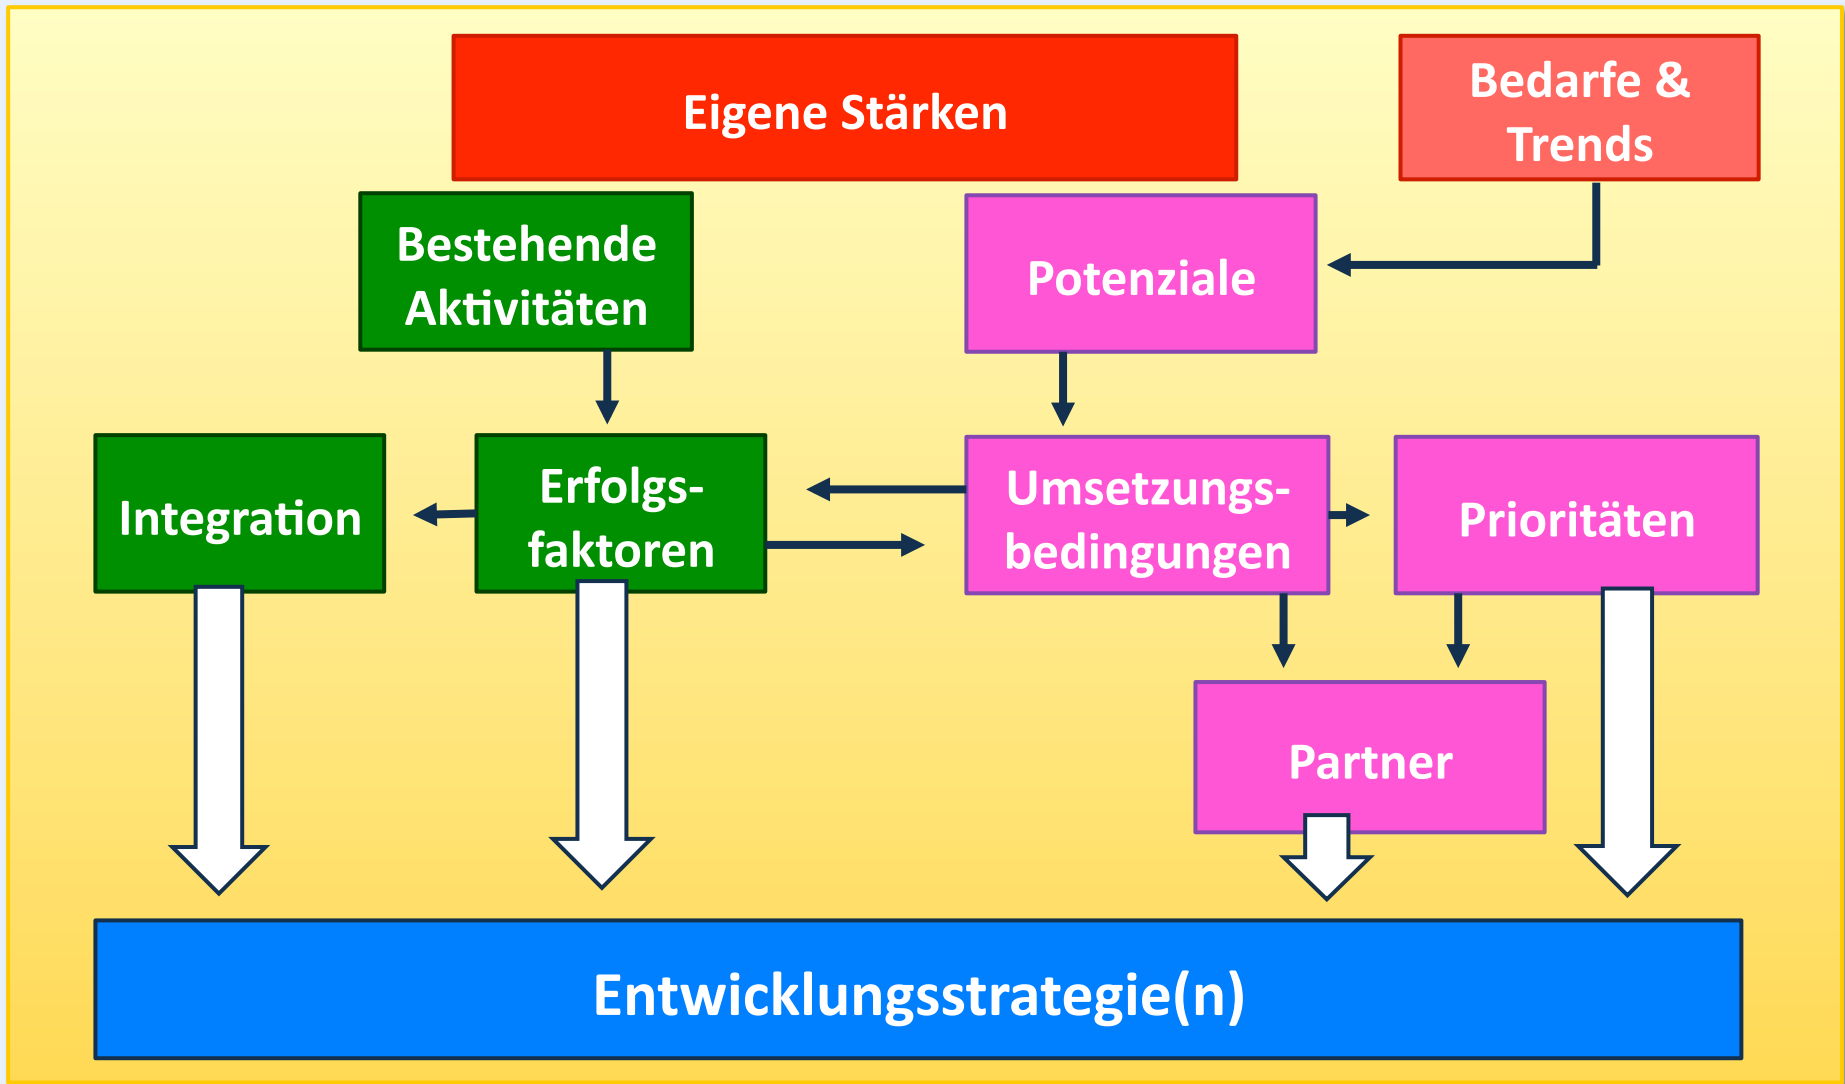 Eigene Stärken
Bedarfe &
Trends
Bestehende
Aktivitäten
Potenziale
Integration
Erfolgs-
faktoren
Umsetzungs-
bedingungen
Prioritäten
Partner
Entwicklungsstrategie(n)